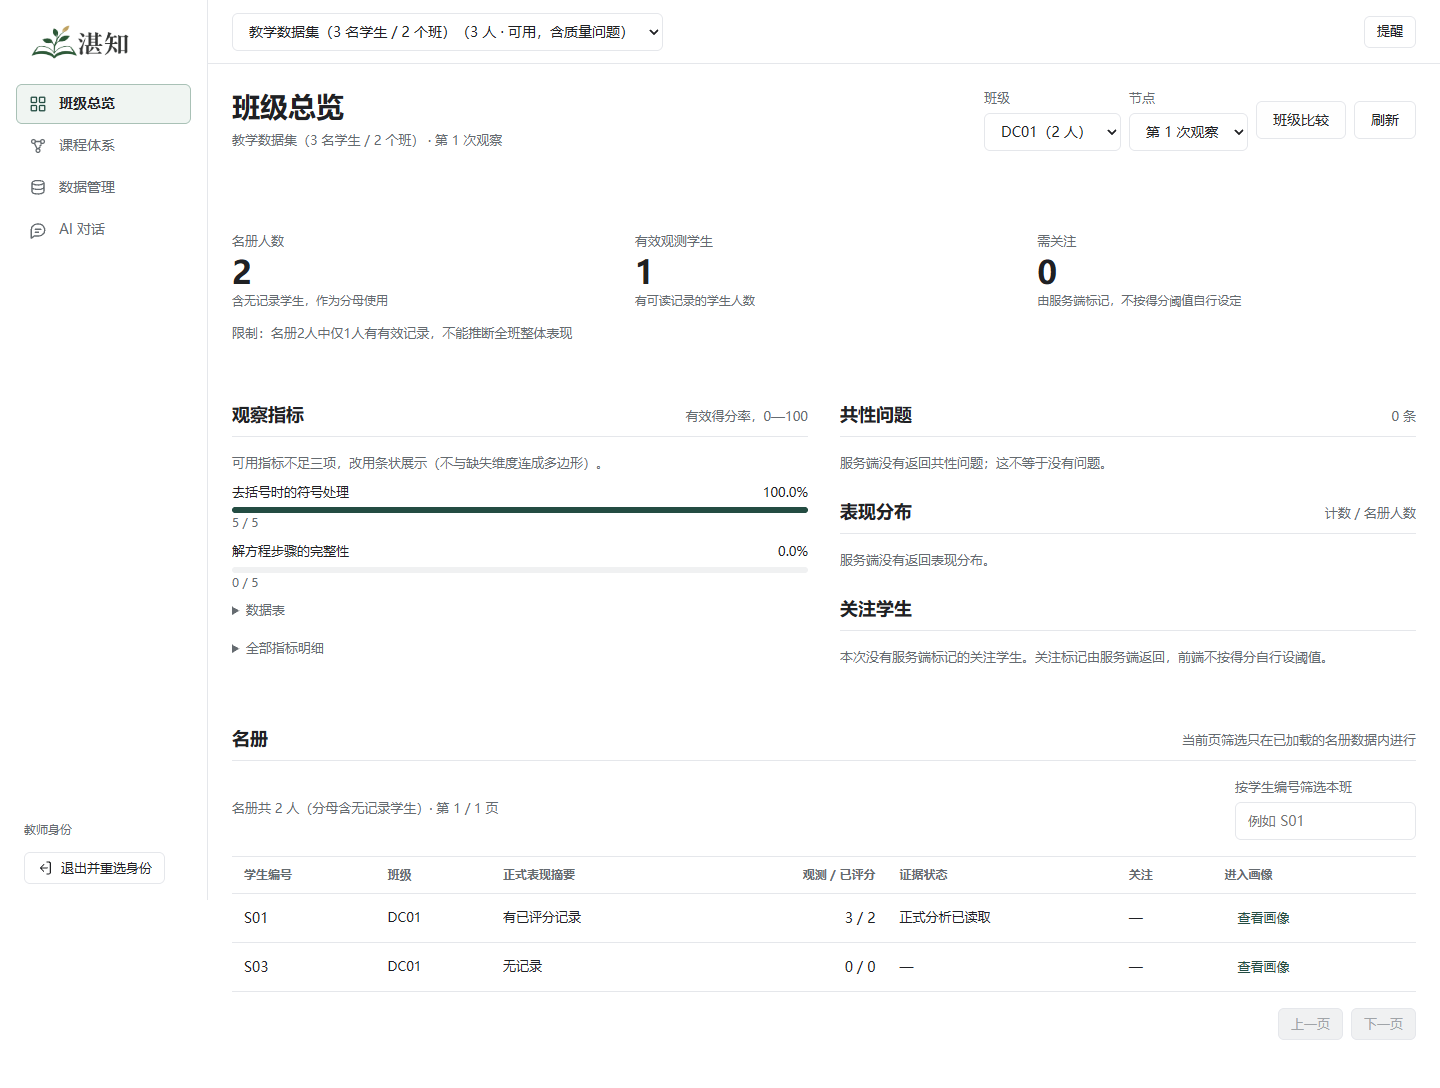 湛知
教学数据集（3 名学生 / 2 个班）（3 人 · 可用，含质量问题）
提醒
班级总览
课程体系
数据管理
AI 对话
教师身份
退出并重选身份
班级总览
教学数据集（3 名学生 / 2 个班） · 第 1 次观察
班级
节点
DC01（2 人）
第 1 次观察
班级比较
刷新
名册人数
2
含无记录学生，作为分母使用
有效观测学生
1
有可读记录的学生人数
需关注
0
由服务端标记，不按得分阈值自行设定
限制：名册2人中仅1人有有效记录，不能推断全班整体表现
观察指标
有效得分率，0—100
可用指标不足三项，改用条状展示（不与缺失维度连成多边形）。
去括号时的符号处理
100.0%
5 / 5
解方程步骤的完整性
0.0%
0 / 5
数据表
全部指标明细
共性问题
0 条
服务端没有返回共性问题；这不等于没有问题。
表现分布
计数 / 名册人数
服务端没有返回表现分布。
关注学生
本次没有服务端标记的关注学生。关注标记由服务端返回，前端不按得分自行设阈值。
名册
当前页筛选只在已加载的名册数据内进行
名册共 2 人（分母含无记录学生）· 第 1 / 1 页
按学生编号筛选本班
例如 S01
学生编号 班级 正式表现摘要 观测 / 已评分 证据状态 关注 进入画像
S01 DC01 有已评分记录 3 / 2 正式分析已读取 — 查看画像
S03 DC01 无记录 0 / 0 — — 查看画像
上一页
下一页